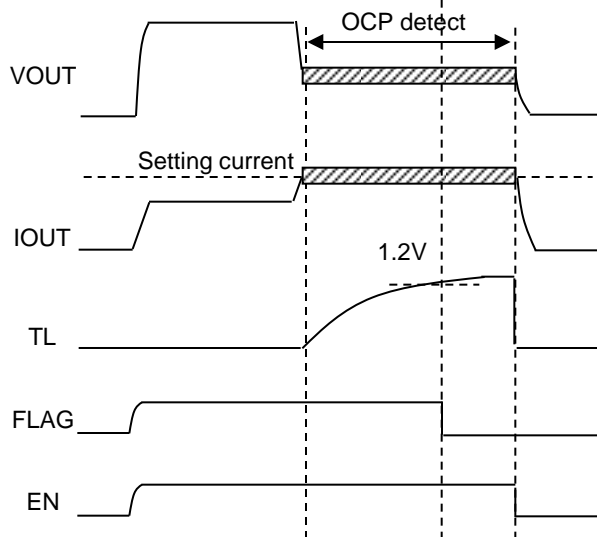 OCP detect
VOUT
Setting current
IOUT
1.2V
TL
FLAG
EN